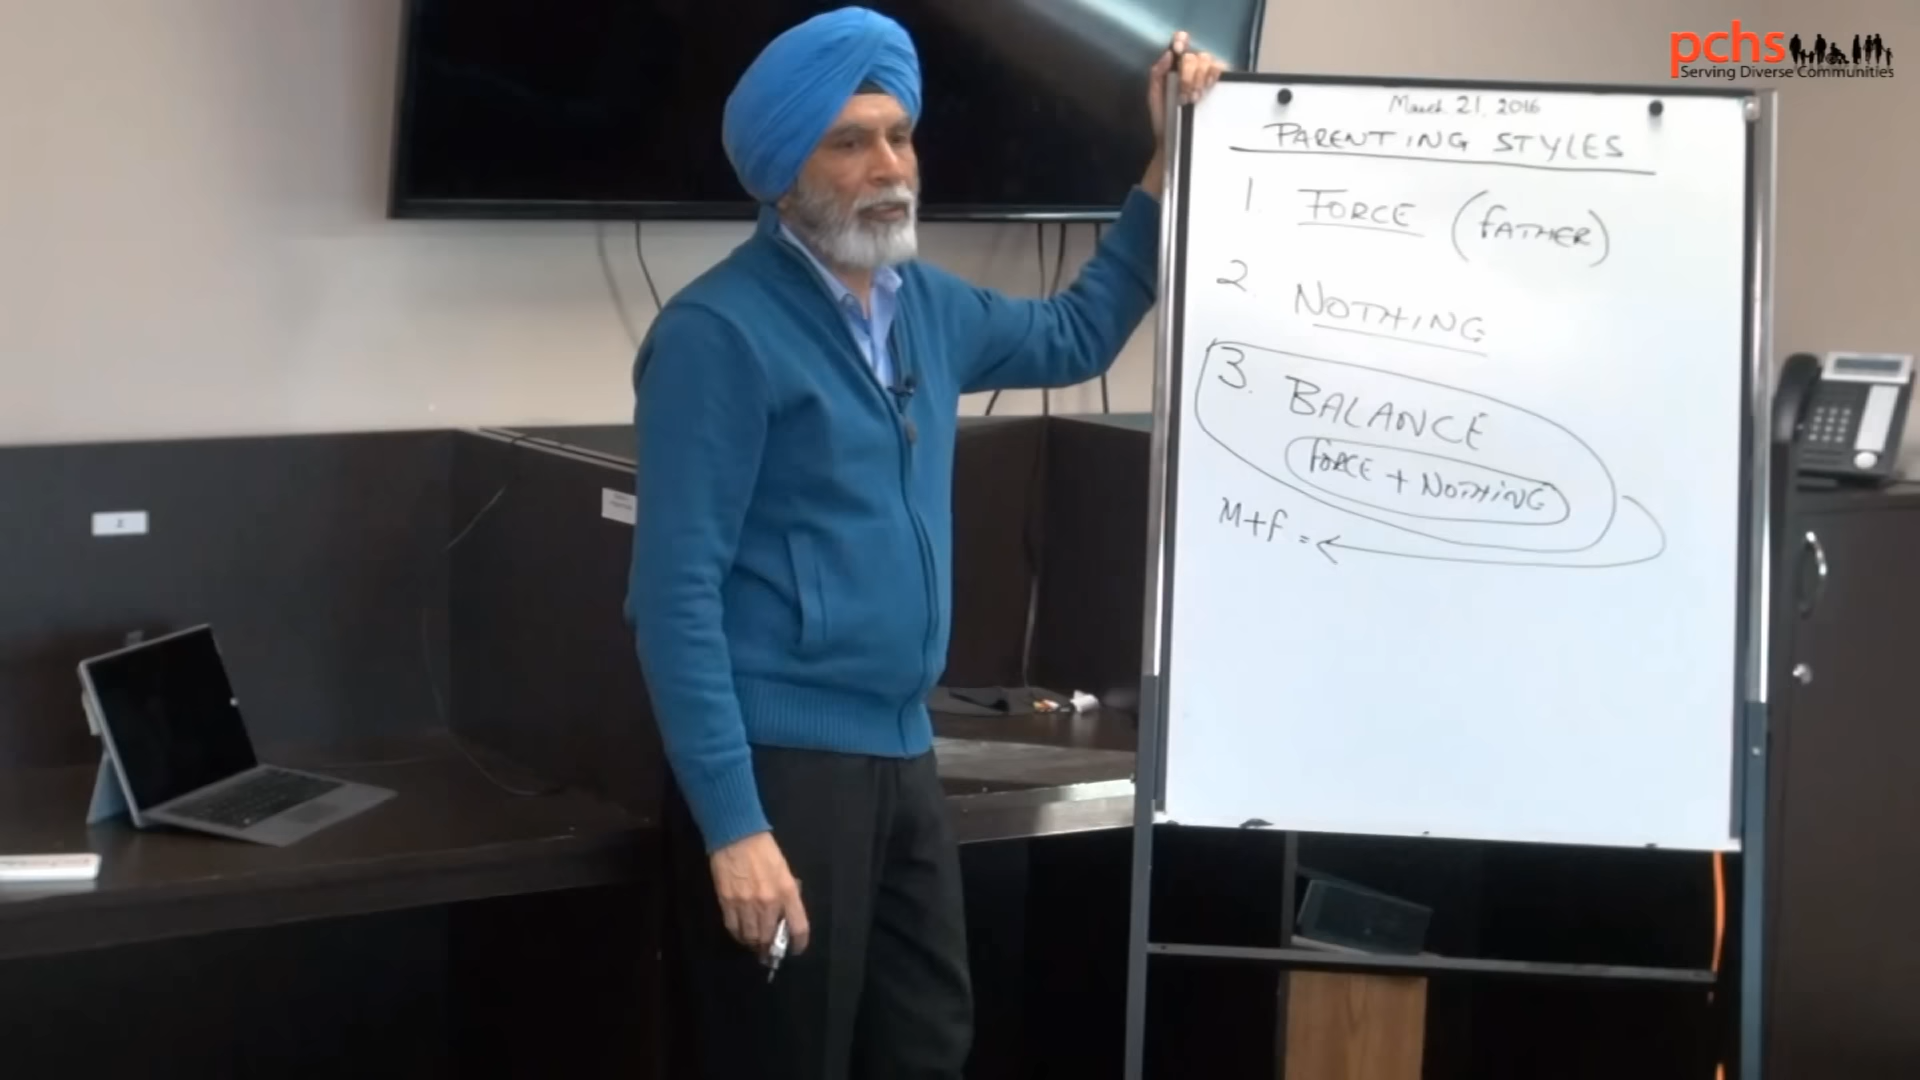 pchs
Serving Diverse Communities
March 21, 2016
PARENTING STYLES
1. FORCE (FATHER)
2. NOTHING
3. BALANCE
FORCE + NOTHING
M+F =